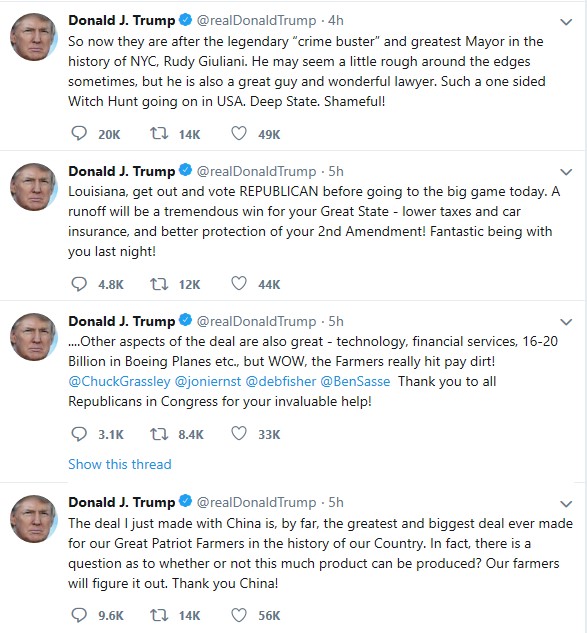 Donald J. Trump @realDonaldTrump · 4h
So now they are after the legendary “crime buster” and greatest Mayor in the
history of NYC, Rudy Giuliani. He may seem a little rough around the edges
sometimes, but he is also a great guy and wonderful lawyer. Such a one sided
Witch Hunt going on in USA. Deep State. Shameful!
20K 14K 49K
Donald J. Trump @realDonaldTrump · 5h
Louisiana, get out and vote REPUBLICAN before going to the big game today. A
runoff will be a tremendous win for your Great State - lower taxes and car
insurance, and better protection of your 2nd Amendment! Fantastic being with
you last night!
4.8K 12K 44K
Donald J. Trump @realDonaldTrump · 5h
....Other aspects of the deal are also great - technology, financial services, 16-20
Billion in Boeing Planes etc., but WOW, the Farmers really hit pay dirt!
@ChuckGrassley @joniernst @debfisher @BenSasse Thank you to all
Republicans in Congress for your invaluable help!
3.1K 8.4K 33K
Show this thread
Donald J. Trump @realDonaldTrump · 5h
The deal I just made with China is, by far, the greatest and biggest deal ever made
for our Great Patriot Farmers in the history of our Country. In fact, there is a
question as to whether or not this much product can be produced? Our farmers
will figure it out. Thank you China!
9.6K 14K 56K